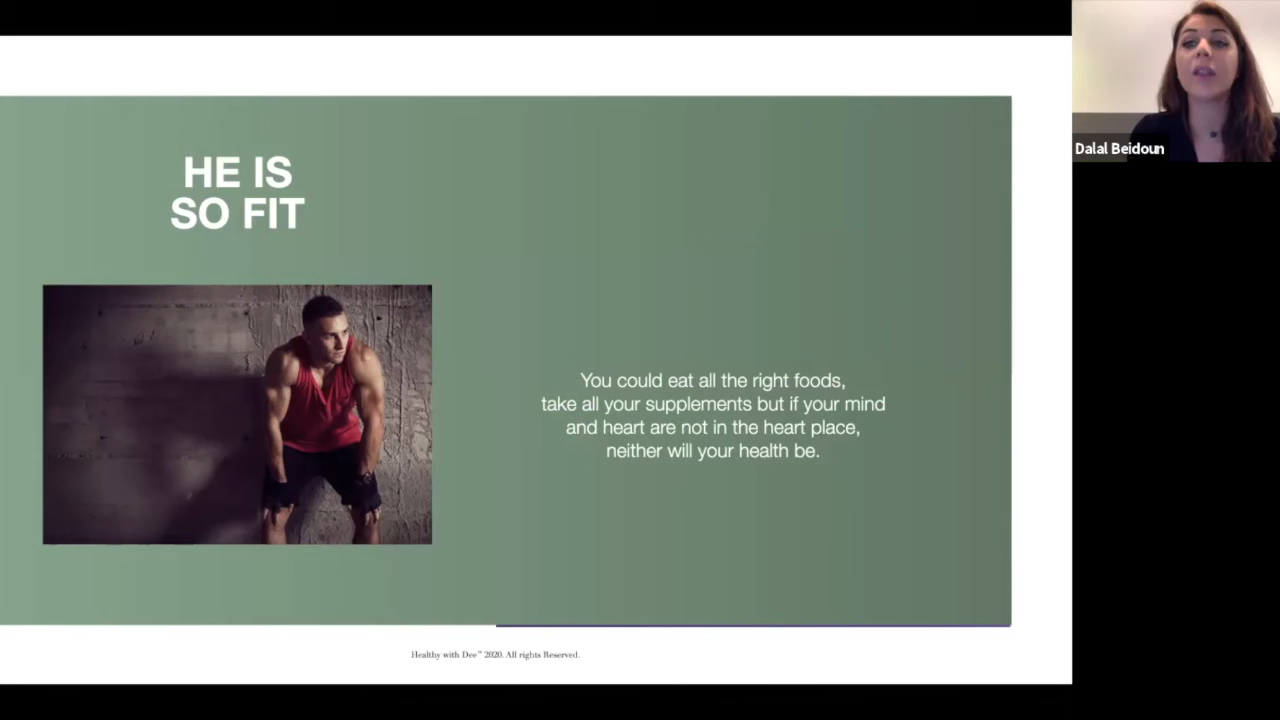 HE IS
SO FIT
You could eat all the right foods,
take all your supplements but if your mind
and heart are not in the heart place,
neither will your health be.
Healthy with Dee™ 2020. All rights Reserved.
Dalal Beidoun